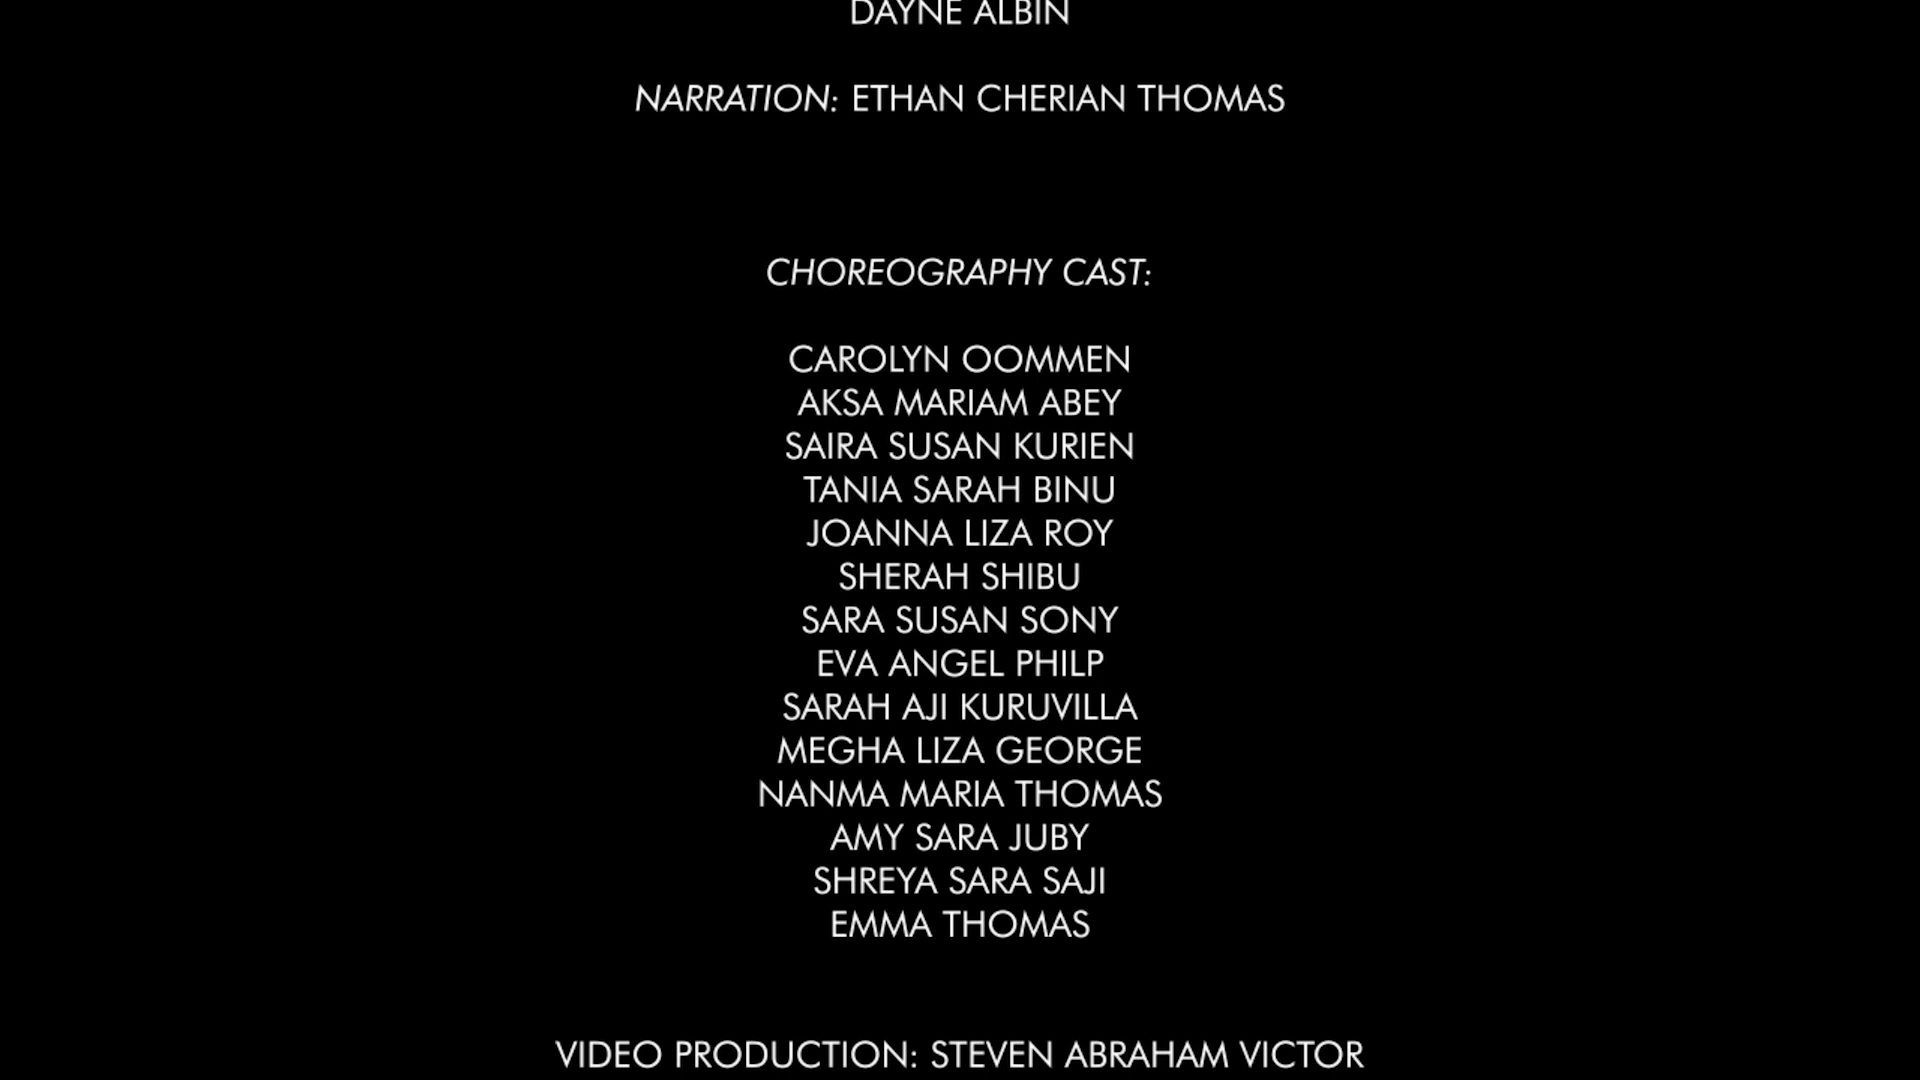 DAYNE ALBIN
NARRATION: ETHAN CHERIAN THOMAS
CHOREOGRAPHY CAST:
CAROLYN OOMMEN
AKSA MARIAM ABEY
SAIRA SUSAN KURIEN
TANIA SARAH BINU
JOANNA LIZA ROY
SHERAH SHIBU
SARA SUSAN SONY
EVA ANGEL PHILP
SARAH AJI KURUVILLA
MEGHA LIZA GEORGE
NANMA MARIA THOMAS
AMY SARA JUBY
SHREYA SARA SAJI
EMMA THOMAS
VIDEO PRODUCTION: STEVEN ABRAHAM VICTOR